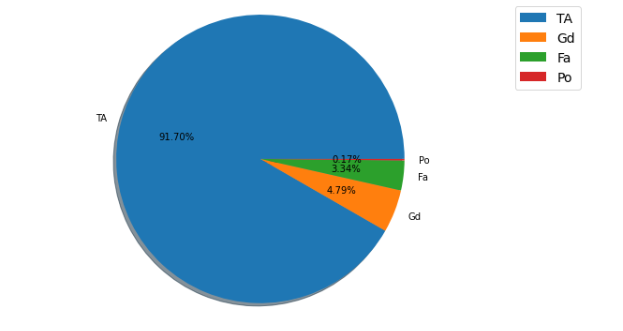 TA
Gd
Fa
Po
TA
91.70%
0.17%
Po
3.34%
Fa
4.79%
Gd